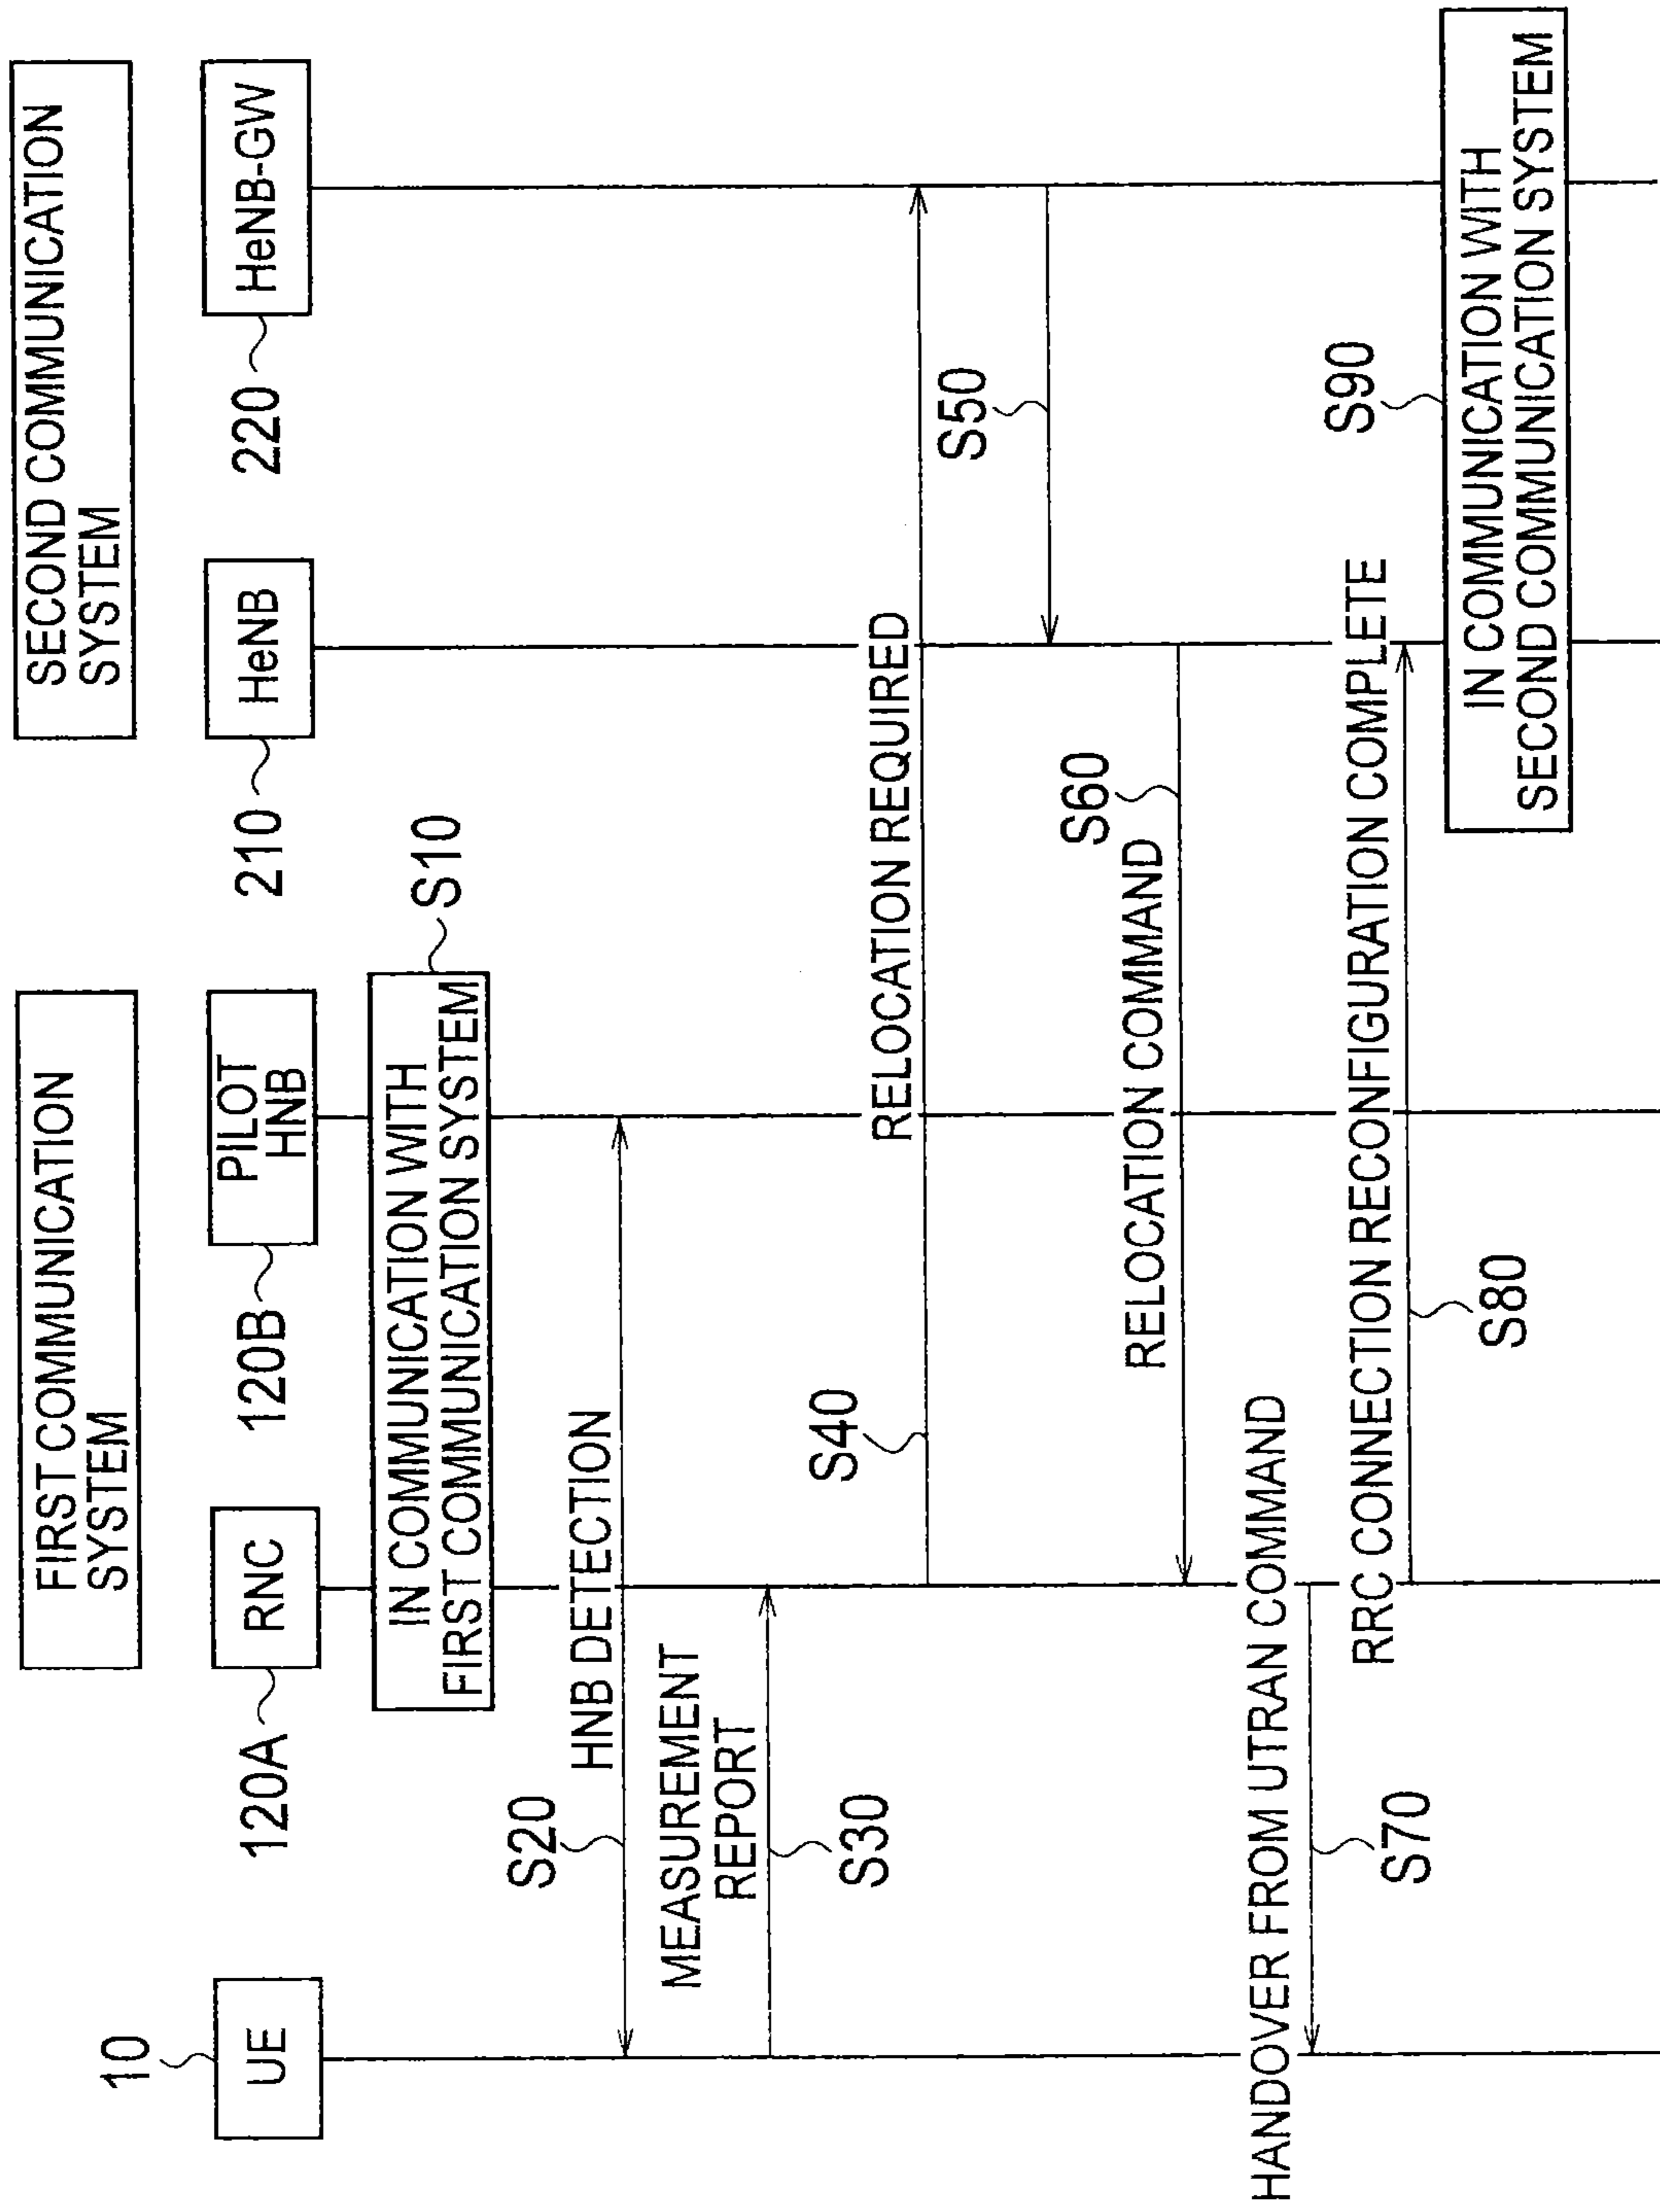 FIRST COMMUNICATION
SYSTEM
SECOND COMMUNICATION
SYSTEM
10
UE
120A
RNC
120B
PILOT
HNB
210
HeNB
220
HeNB-GW
IN COMMUNICATION WITH
FIRST COMMUNICATION SYSTEM
S10
S20
HNB DETECTION
MEASUREMENT
REPORT
S30
S40
RELOCATION REQUIRED
S50
S60
RELOCATION COMMAND
HANDOVER FROM UTRAN COMMAND
S70
RRC CONNECTION RECONFIGURATION COMPLETE
S80
S90
IN COMMUNICATION WITH
SECOND COMMUNICATION SYSTEM